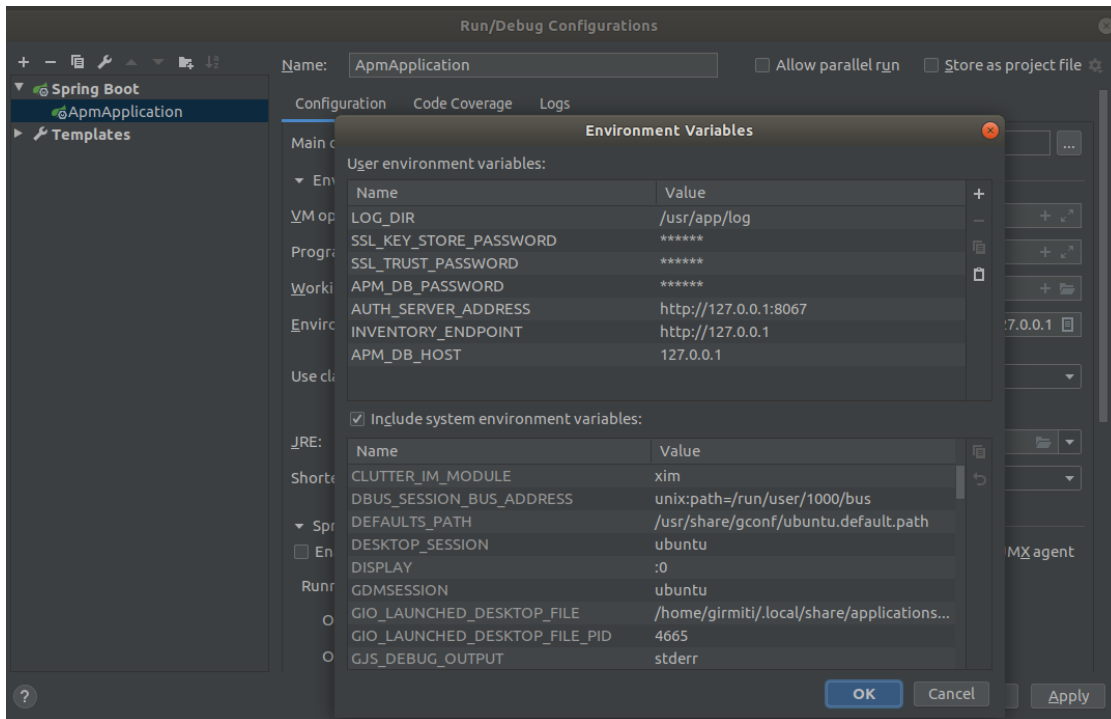 Run/Debug Configurations
Name: ApmApplication Allow parallel run Store as project file
Spring Boot
ApmApplication
Templates
Configuration Code Coverage Logs
Main c ...
Environment Variables
User environment variables:
Name Value
LOG_DIR /usr/app/log
SSL_KEY_STORE_PASSWORD ******
SSL_TRUST_PASSWORD ******
APM_DB_PASSWORD ******
AUTH_SERVER_ADDRESS http://127.0.0.1:8067
INVENTORY_ENDPOINT http://127.0.0.1
APM_DB_HOST 127.0.0.1
Env
VM op
Progra
Worki
Enviro 7.0.0.1
Use cla
Include system environment variables:
JRE:
Shorte
Name Value
CLUTTER_IM_MODULE xim
DBUS_SESSION_BUS_ADDRESS unix:path=/run/user/1000/bus
DEFAULTS_PATH /usr/share/gconf/ubuntu.default.path
DESKTOP_SESSION ubuntu
DISPLAY :0
GDMSESSION ubuntu
GIO_LAUNCHED_DESKTOP_FILE /home/girmiti/.local/share/applications...
GIO_LAUNCHED_DESKTOP_FILE_PID 4665
GJS_DEBUG_OUTPUT stderr
Spr
En MX agent
Runr
O
O
? OK Cancel Apply